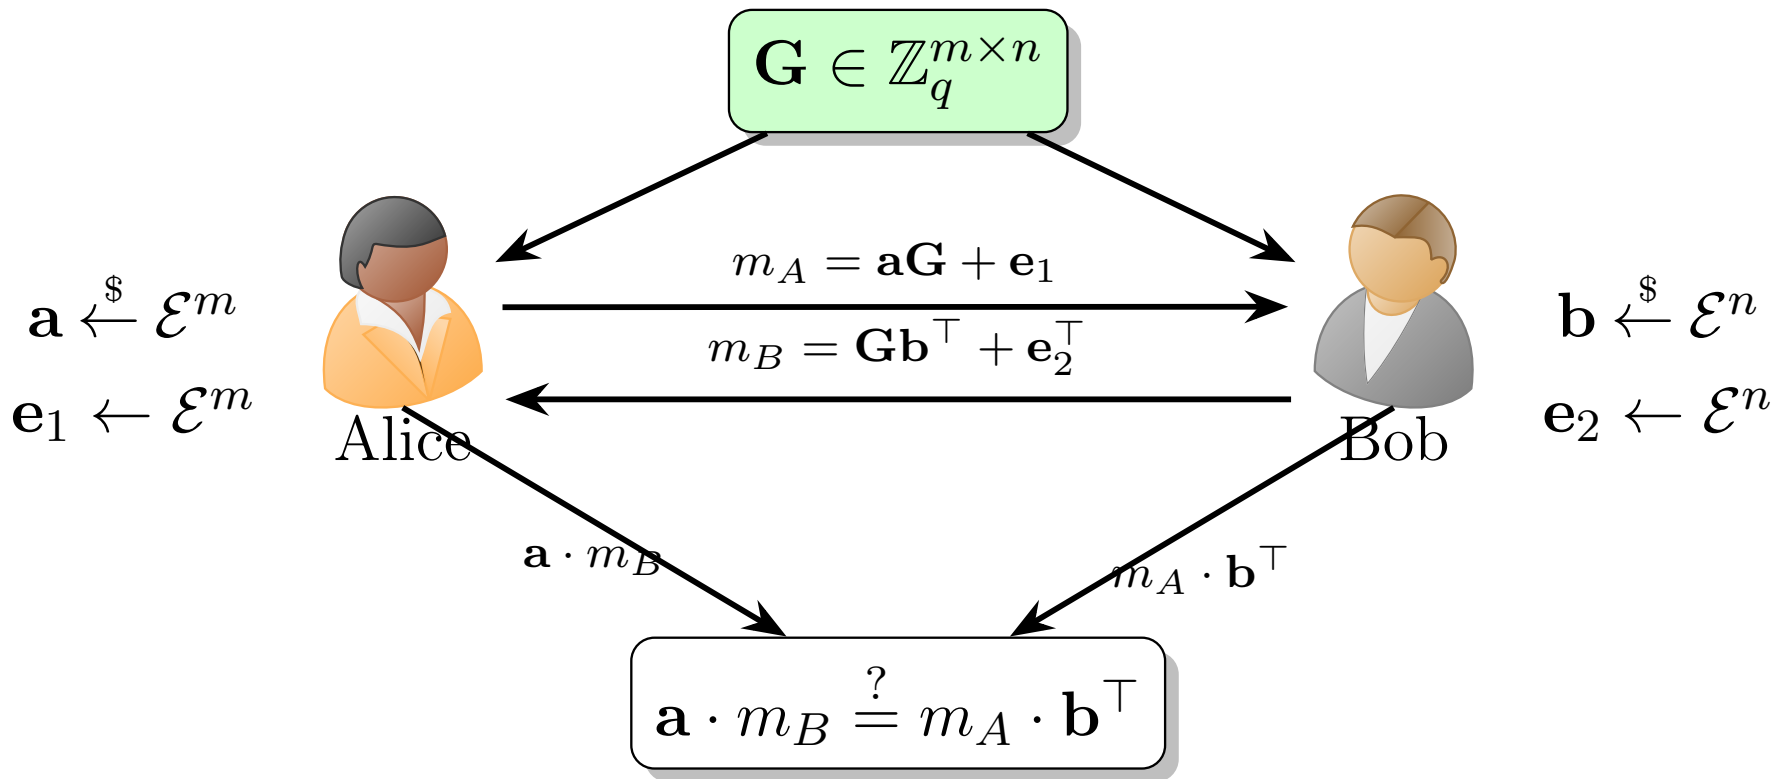 𝐆 ∈ ℤ_q^{m×n}
m_A = 𝐚𝐆 + 𝐞_1
𝐚 ←^$ ℰ^m
m_B = 𝐆𝐛^⊤ + 𝐞_2^⊤
𝐛 ←^$ ℰ^n
𝐞_1 ← ℰ^m
Alice
Bob
𝐞_2 ← ℰ^n
𝐚 · m_B
m_A · 𝐛^⊤
𝐚 · m_B =^? m_A · 𝐛^⊤